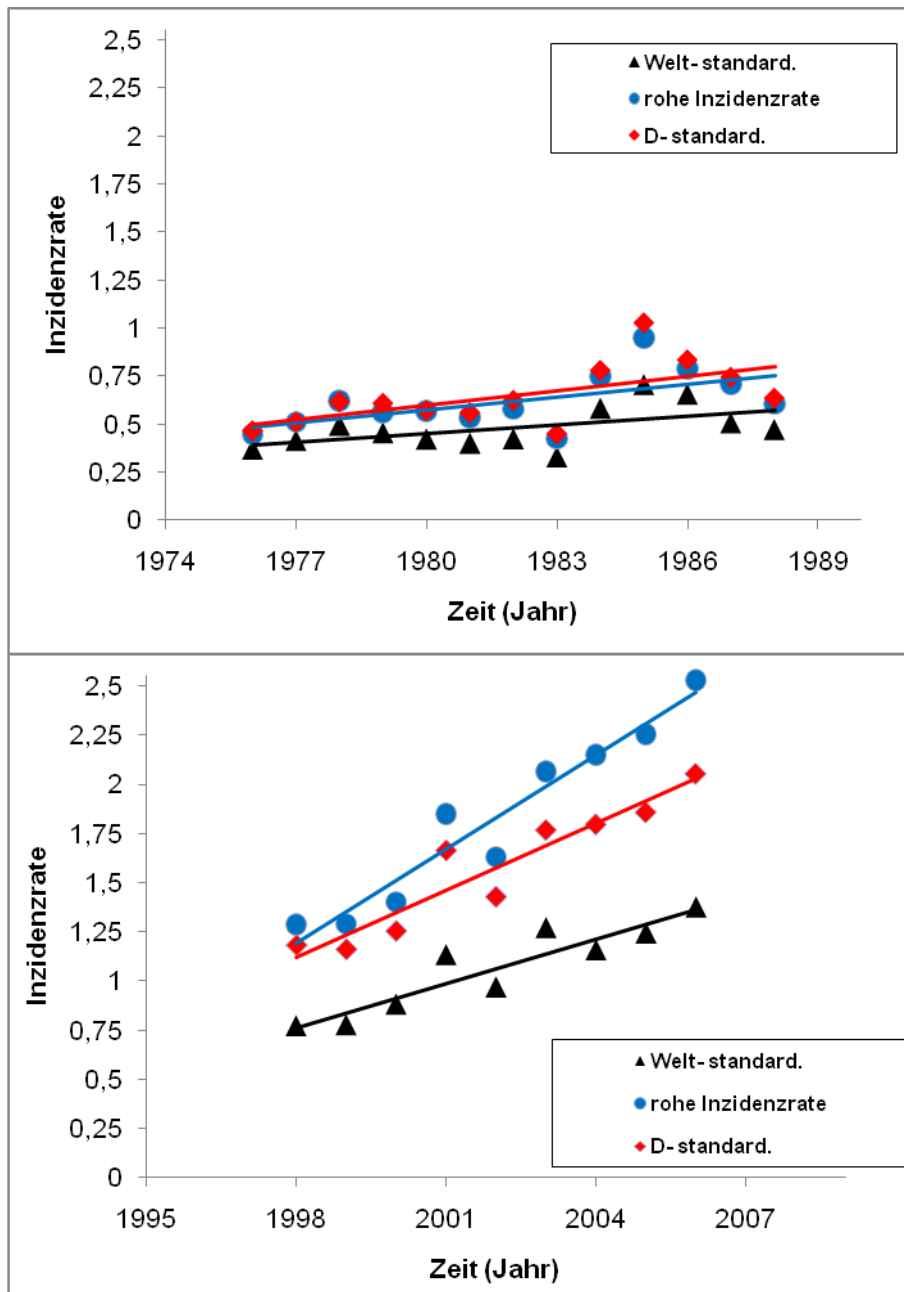 2,5
2,25
2
1,75
1,5
1,25
1
0,75
0,5
0,25
0
Inzidenzrate
Welt- standard.
rohe Inzidenzrate
D- standard.
1974 1977 1980 1983 1986 1989
Zeit (Jahr)
2,5
2,25
2
1,75
1,5
1,25
1
0,75
0,5
0,25
0
Inzidenzrate
Welt- standard.
rohe Inzidenzrate
D- standard.
1995 1998 2001 2004 2007
Zeit (Jahr)